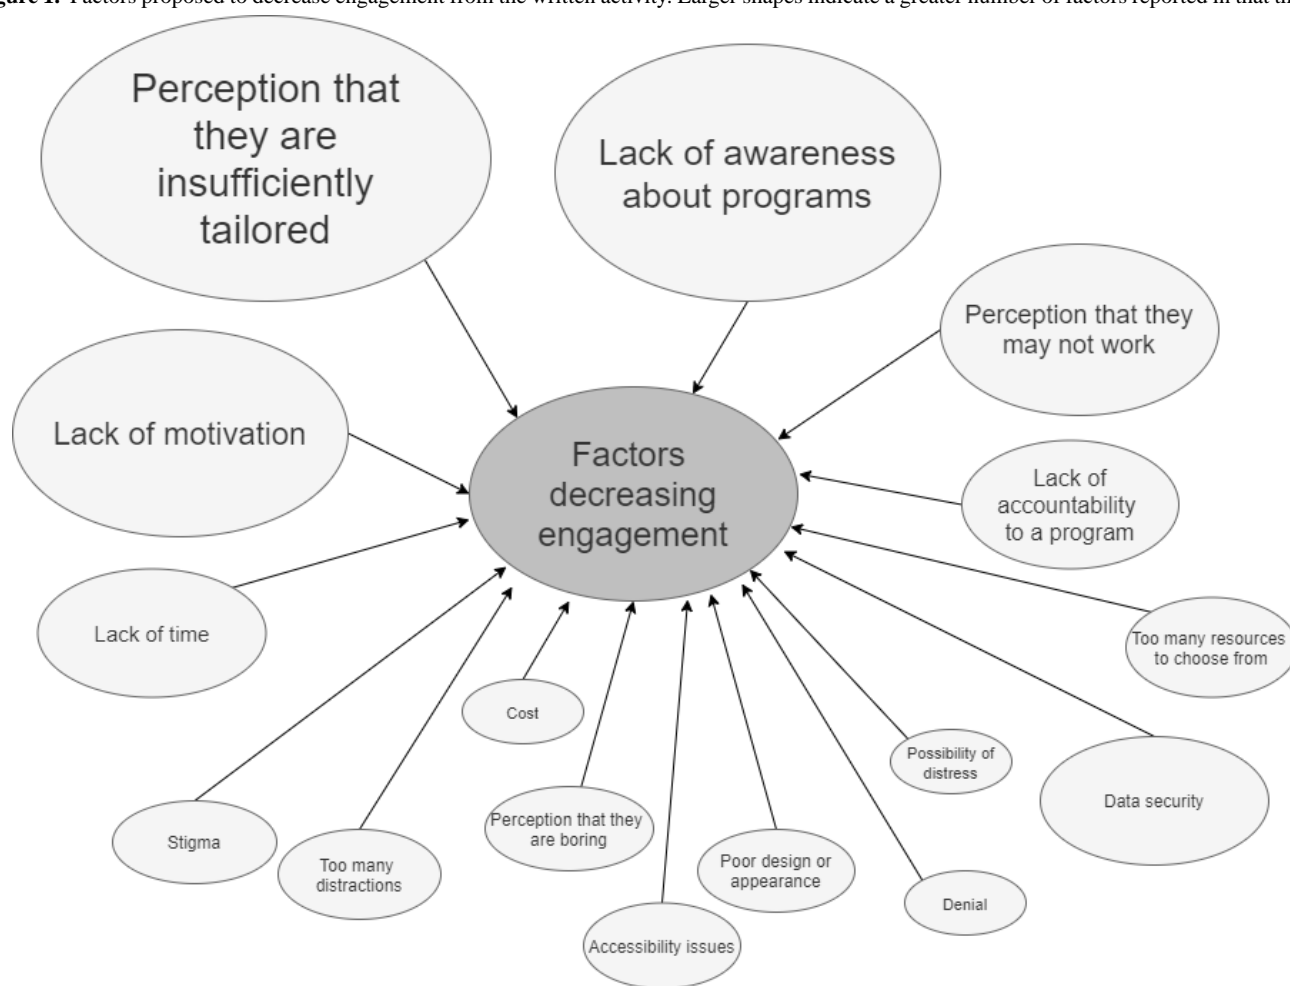 Factors proposed to decrease engagement from the written activity. Larger shapes indicate a greater number of factors reported in that
Perception that
they are
insufficiently
tailored
Lack of awareness
about programs
Perception that they
may not work
Lack of motivation
Factors
decreasing
engagement
Lack of
accountability
to a program
Lack of time
Too many resources
to choose from
Cost
Possibility of
distress
Data security
Stigma
Too many
distractions
Perception that they
are boring
Poor design or
appearance
Denial
Accessibility issues